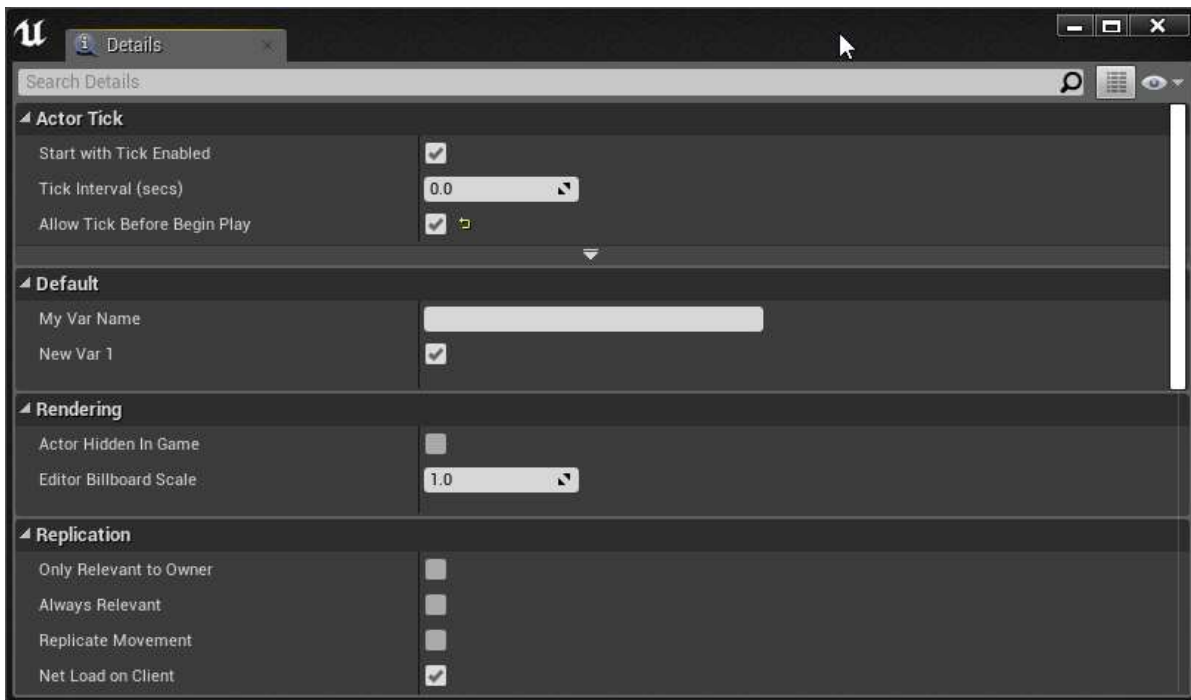 Details
Search Details
Actor Tick
Start with Tick Enabled
Tick Interval (secs) 0.0
Allow Tick Before Begin Play
Default
My Var Name
New Var 1
Rendering
Actor Hidden In Game
Editor Billboard Scale 1.0
Replication
Only Relevant to Owner
Always Relevant
Replicate Movement
Net Load on Client